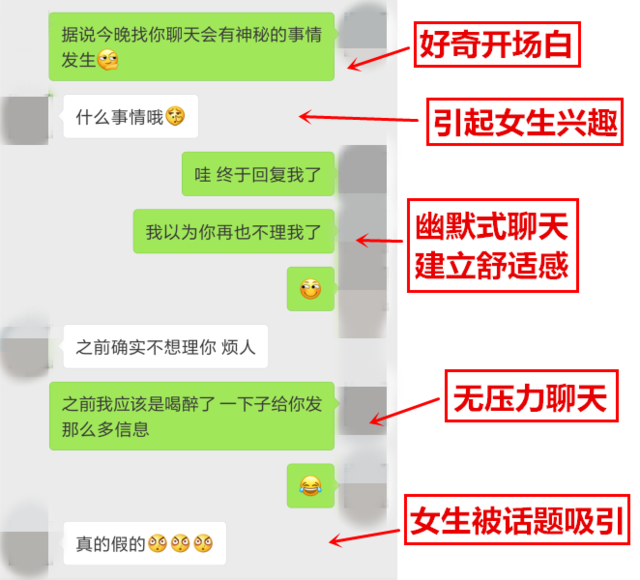 据说今晚找你聊天会有神秘的事情
发生
好奇开场白
什么事情哦
引起女生兴趣
哇 终于回复我了
我以为你再也不理我了
幽默式聊天
建立舒适感
之前确实不想理你 烦人
之前我应该是喝醉了 一下子给你发
那么多信息
无压力聊天
真的假的
女生被话题吸引